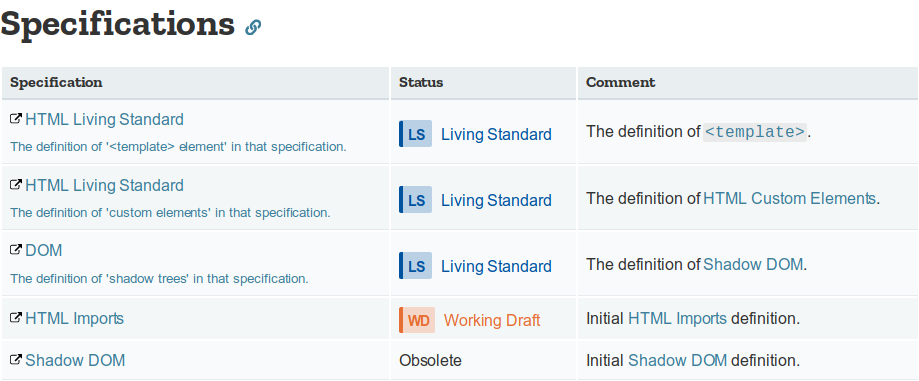 Specifications
Specification Status Comment
HTML Living Standard
The definition of '<template> element' in that specification.
LS Living Standard
The definition of <template>.
HTML Living Standard
The definition of 'custom elements' in that specification.
LS Living Standard
The definition of HTML Custom Elements.
DOM
The definition of 'shadow trees' in that specification.
LS Living Standard
The definition of Shadow DOM.
HTML Imports WD Working Draft Initial HTML Imports definition.
Shadow DOM Obsolete Initial Shadow DOM definition.